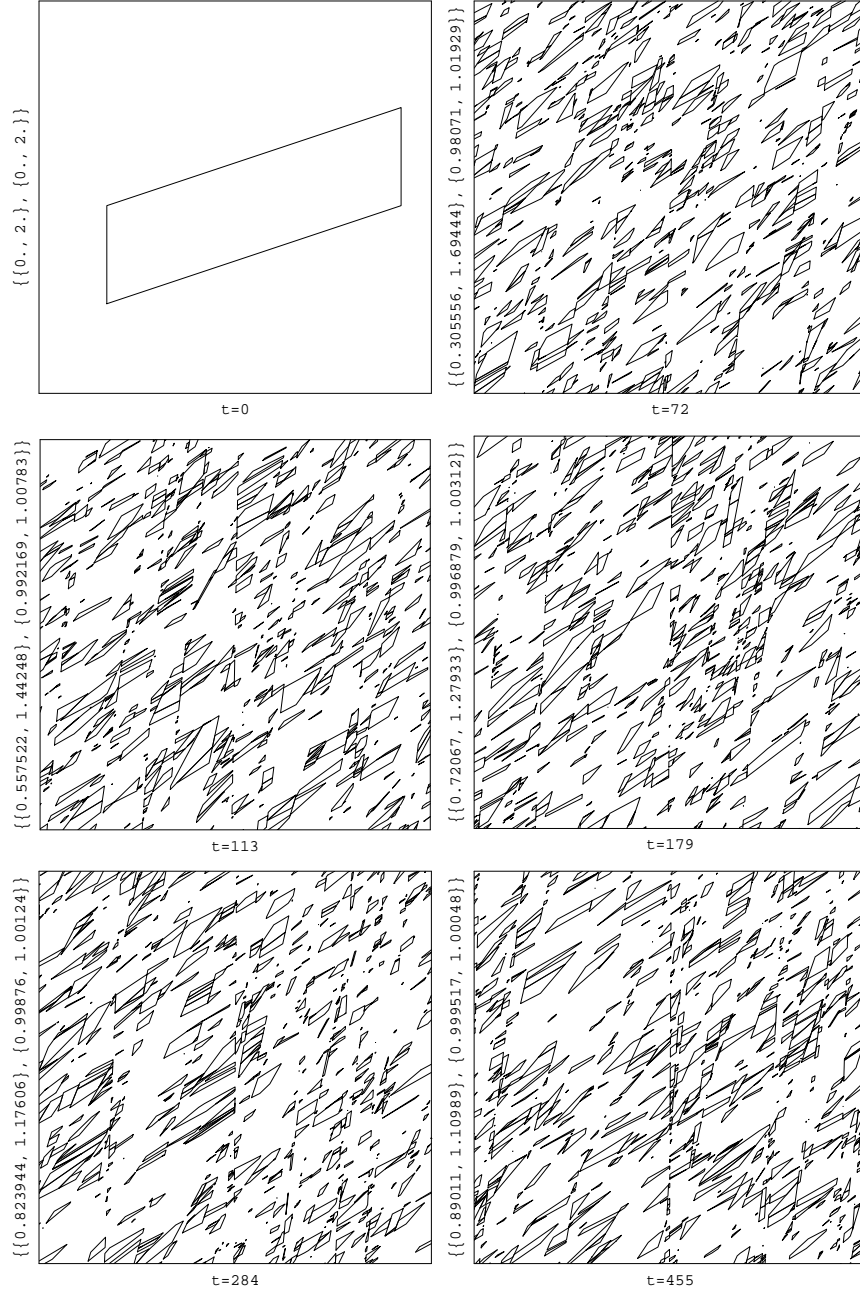 {{0., 2.}, {0., 2.}}
t=0
{{0.305556, 1.69444}, {0.98071, 1.01929}}
t=72
{{0.557522, 1.44248}, {0.992169, 1.00783}}
t=113
{{0.72067, 1.27933}, {0.996879, 1.00312}}
t=179
{{0.823944, 1.17606}, {0.99876, 1.00124}}
t=284
{{0.89011, 1.10989}, {0.999517, 1.00048}}
t=455